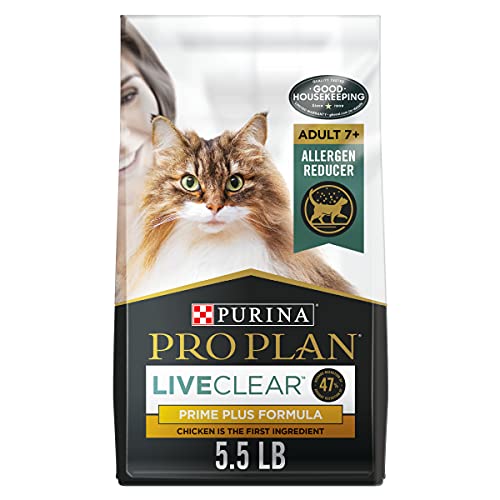 GOOD
HOUSEKEEPING
ADULT 7+
ALLERGEN
REDUCER
PURINA
PRO PLAN®
LIVECLEAR™
47%
PRIME PLUS FORMULA
CHICKEN IS THE FIRST INGREDIENT
5.5 LB